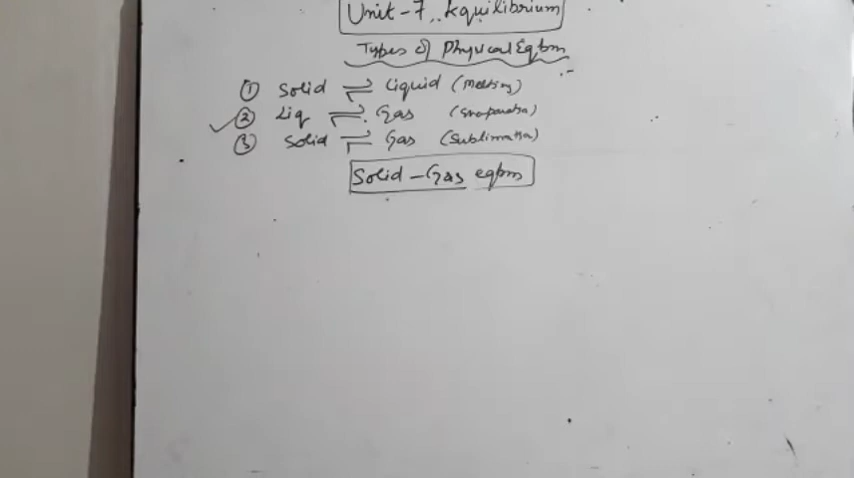 Unit-7, Equilibrium
Types of Physical Eqbm
① Solid ⇌ Liquid (Melting)
✓② Liq ⇌ Gas (Evaporation)
③ Solid ⇌ Gas (Sublimation)
Solid-Gas eqbm